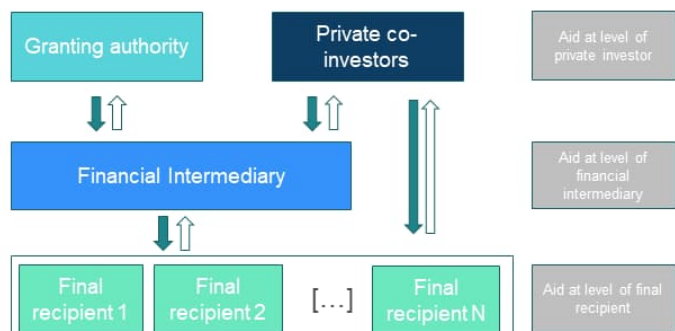 Granting authority
Private co-
investors
Aid at level of
private investor
Financial Intermediary
Aid at level of
financial
intermediary
Final
recipient 1
Final
recipient 2
[...]
Final
recipient N
Aid at level of final
recipient